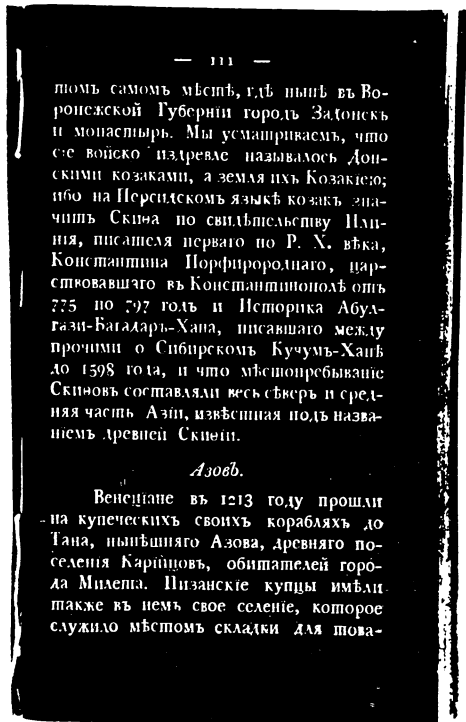 — 111 —
томъ самомъ мѣстѣ, гдѣ нынѣ въ Во-
ронежской Губерніи городъ Задонскъ
и монастырь. Мы усматриваемъ, что
сіе войско издревле называлось Дон-
скими козаками, а земля ихъ Козакіею;
ибо на Персидскомъ языкѣ козакъ зна-
читъ Скиѳа по свидѣтельству Пли-
нія, писателя перваго по Р. Х. вѣка,
Константина Порфиророднаго, цар-
ствовавшаго въ Константинополѣ отъ
775 по 797 годъ и Историка Абул-
гази-Багадаръ-Хана, писавшаго между
прочими о Сибирскомъ Кучумъ-Ханѣ
до 1598 года, и что мѣстопребываніе
Скиѳовъ составляли весь сѣверъ и сред-
няя часть Азіи, извѣстная подъ назва-
ніемъ древней Скиѳіи.
Азовъ.
Венеціане въ 1213 году прошли
на купеческихъ своихъ корабляхъ до
Тана, нынѣшняго Азова, древняго по-
селенія Карійцовъ, обитателей горо-
да Милета. Пизанскіе купцы имѣли
также въ немъ свое селеніе, которое
служило мѣстомъ складки для това-